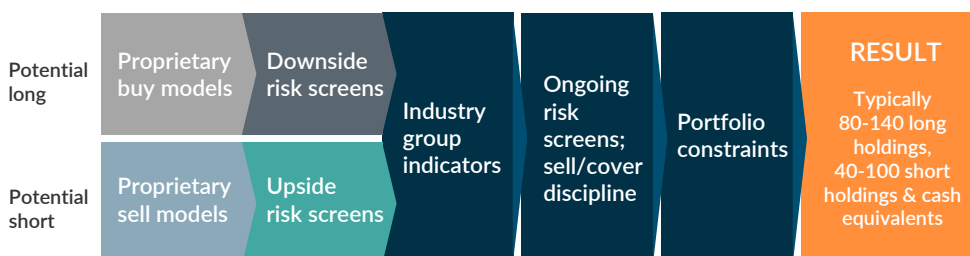 Potential
long
Proprietary
buy models
Downside
risk screens
Potential
short
Proprietary
sell models
Upside
risk screens
Industry
group
indicators
Ongoing
risk
screens;
sell/cover
discipline
Portfolio
constraints
RESULT
Typically
80-140 long
holdings,
40-100 short
holdings & cash
equivalents